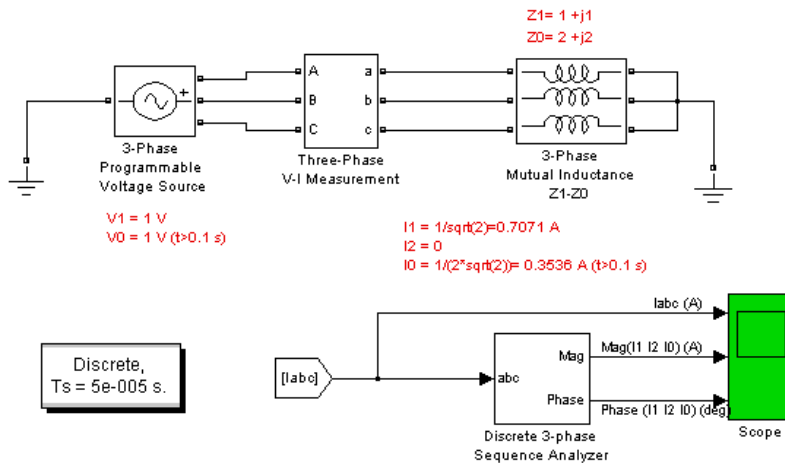 Z1= 1 +j1
Z0= 2 +j2
A
a
B
b
C
c
+
3-Phase
Programmable
Voltage Source
Three-Phase
V-I Measurement
3-Phase
Mutual Inductance
Z1-Z0
V1 = 1 V
V0 = 1 V (t>0.1 s)
I1 = 1/sqrt(2)=0.7071 A
I2 = 0
I0 = 1/(2*sqrt(2))= 0.3536 A (t>0.1 s)
Iabc (A)
Discrete,
Ts = 5e-005 s.
[Iabc]
abc
Mag
Mag(I1 I2 I0) (A)
Phase
Phase (I1 I2 I0) (deg)
Discrete 3-phase
Sequence Analyzer
Scope